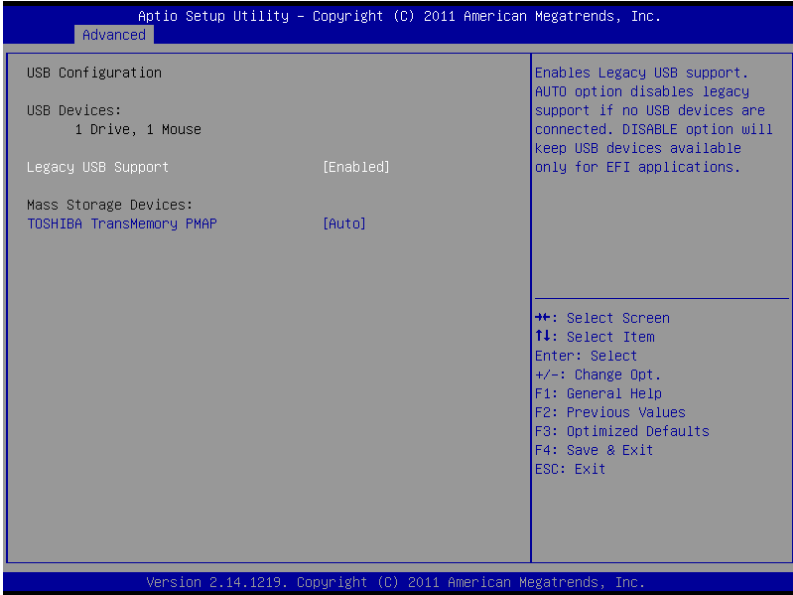 Aptio Setup Utility – Copyright (C) 2011 American Megatrends, Inc.
Advanced
USB Configuration
USB Devices:
1 Drive, 1 Mouse
Legacy USB Support [Enabled]
Mass Storage Devices:
TOSHIBA TransMemory PMAP [Auto]
Enables Legacy USB support.
AUTO option disables legacy
support if no USB devices are
connected. DISABLE option will
keep USB devices available
only for EFI applications.
→←: Select Screen
↑↓: Select Item
Enter: Select
+/-: Change Opt.
F1: General Help
F2: Previous Values
F3: Optimized Defaults
F4: Save & Exit
ESC: Exit
Version 2.14.1219. Copyright (C) 2011 American Megatrends, Inc.